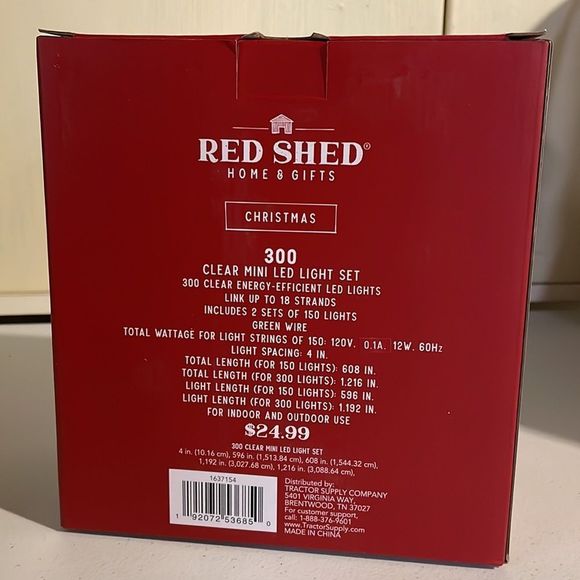 RED SHED®
HOME & GIFTS
CHRISTMAS
300
CLEAR MINI LED LIGHT SET
300 CLEAR ENERGY-EFFICIENT LED LIGHTS
LINK UP TO 18 STRANDS
INCLUDES 2 SETS OF 150 LIGHTS
GREEN WIRE
TOTAL WATTAGE FOR LIGHT STRINGS OF 150: 120V. 0.1A. 12W. 60Hz
LIGHT SPACING: 4 IN.
TOTAL LENGTH (FOR 150 LIGHTS): 608 IN.
TOTAL LENGTH (FOR 300 LIGHTS): 1,216 IN.
LIGHT LENGTH (FOR 150 LIGHTS): 596 IN.
LIGHT LENGTH (FOR 300 LIGHTS): 1,192 IN.
FOR INDOOR AND OUTDOOR USE
$24.99
300 CLEAR MINI LED LIGHT SET
4 in. (10.16 cm), 596 in. (1,513.84 cm), 608 in. (1,544.32 cm)
1,192 in. (3,027.68 cm), 1,216 in. (3,088.64 cm),
1637154
1 92072 53685 0
Distributed by:
TRACTOR SUPPLY COMPANY
5401 VIRGINIA WAY,
BRENTWOOD, TN 37027
For customer support,
call: 1-888-376-9601
www.TractorSupply.com
MADE IN CHINA